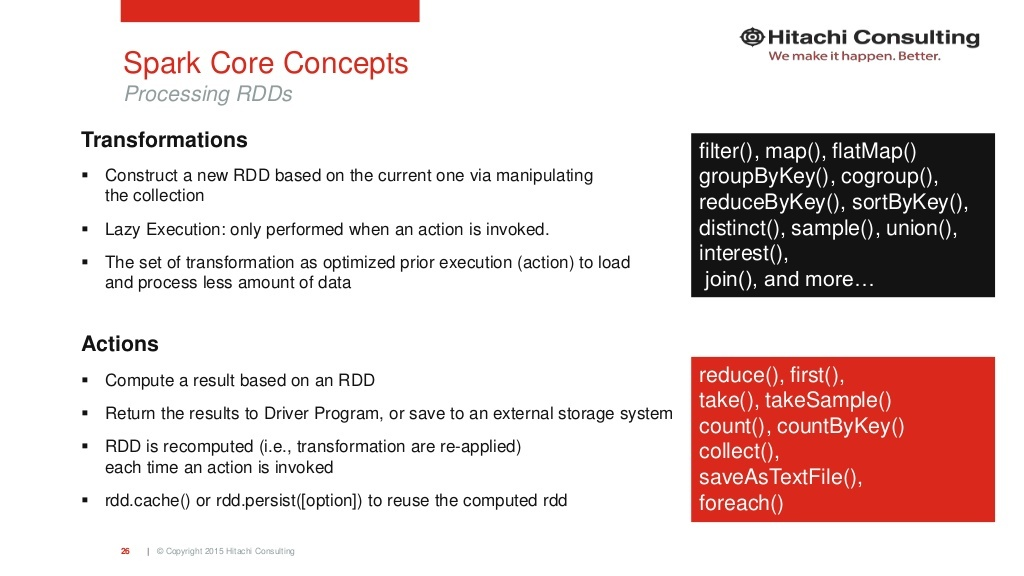 Hitachi Consulting
We make it happen. Better.
Spark Core Concepts
Processing RDDs
Transformations
▪ Construct a new RDD based on the current one via manipulating
the collection
▪ Lazy Execution: only performed when an action is invoked.
▪ The set of transformation as optimized prior execution (action) to load
and process less amount of data
filter(), map(), flatMap()
groupByKey(), cogroup(),
reduceByKey(), sortByKey(),
distinct(), sample(), union(),
interest(),
join(), and more…
Actions
▪ Compute a result based on an RDD
▪ Return the results to Driver Program, or save to an external storage system
▪ RDD is recomputed (i.e., transformation are re-applied)
each time an action is invoked
▪ rdd.cache() or rdd.persist([option]) to reuse the computed rdd
reduce(), first(),
take(), takeSample()
count(), countByKey()
collect(),
saveAsTextFile(),
foreach()
26 | © Copyright 2015 Hitachi Consulting